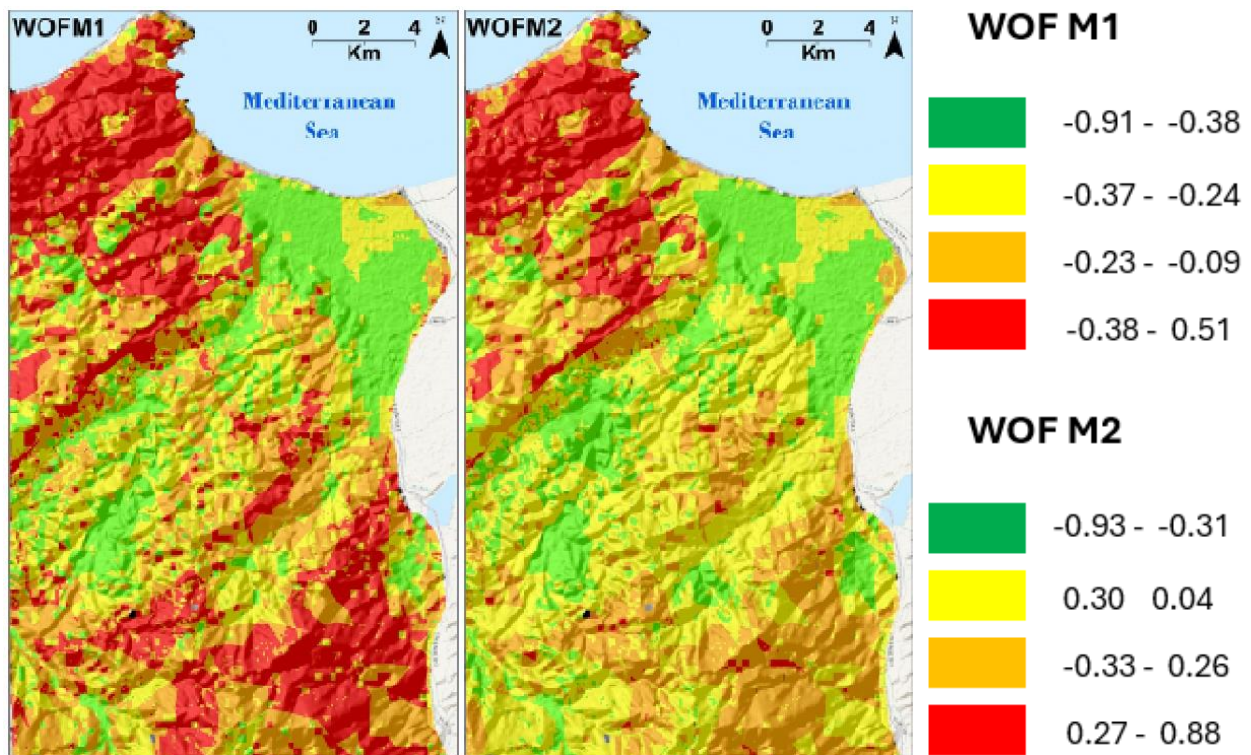 WOFM1
0 2 4
Km
N
Mediterranean
Sea
WOFM2
0 2 4
Km
N
Mediterranean
Sea
WOF M1
-0.91 - -0.38
-0.37 - -0.24
-0.23 - -0.09
-0.38 - 0.51
WOF M2
-0.93 - -0.31
0.30 0.04
-0.33 - 0.26
0.27 - 0.88